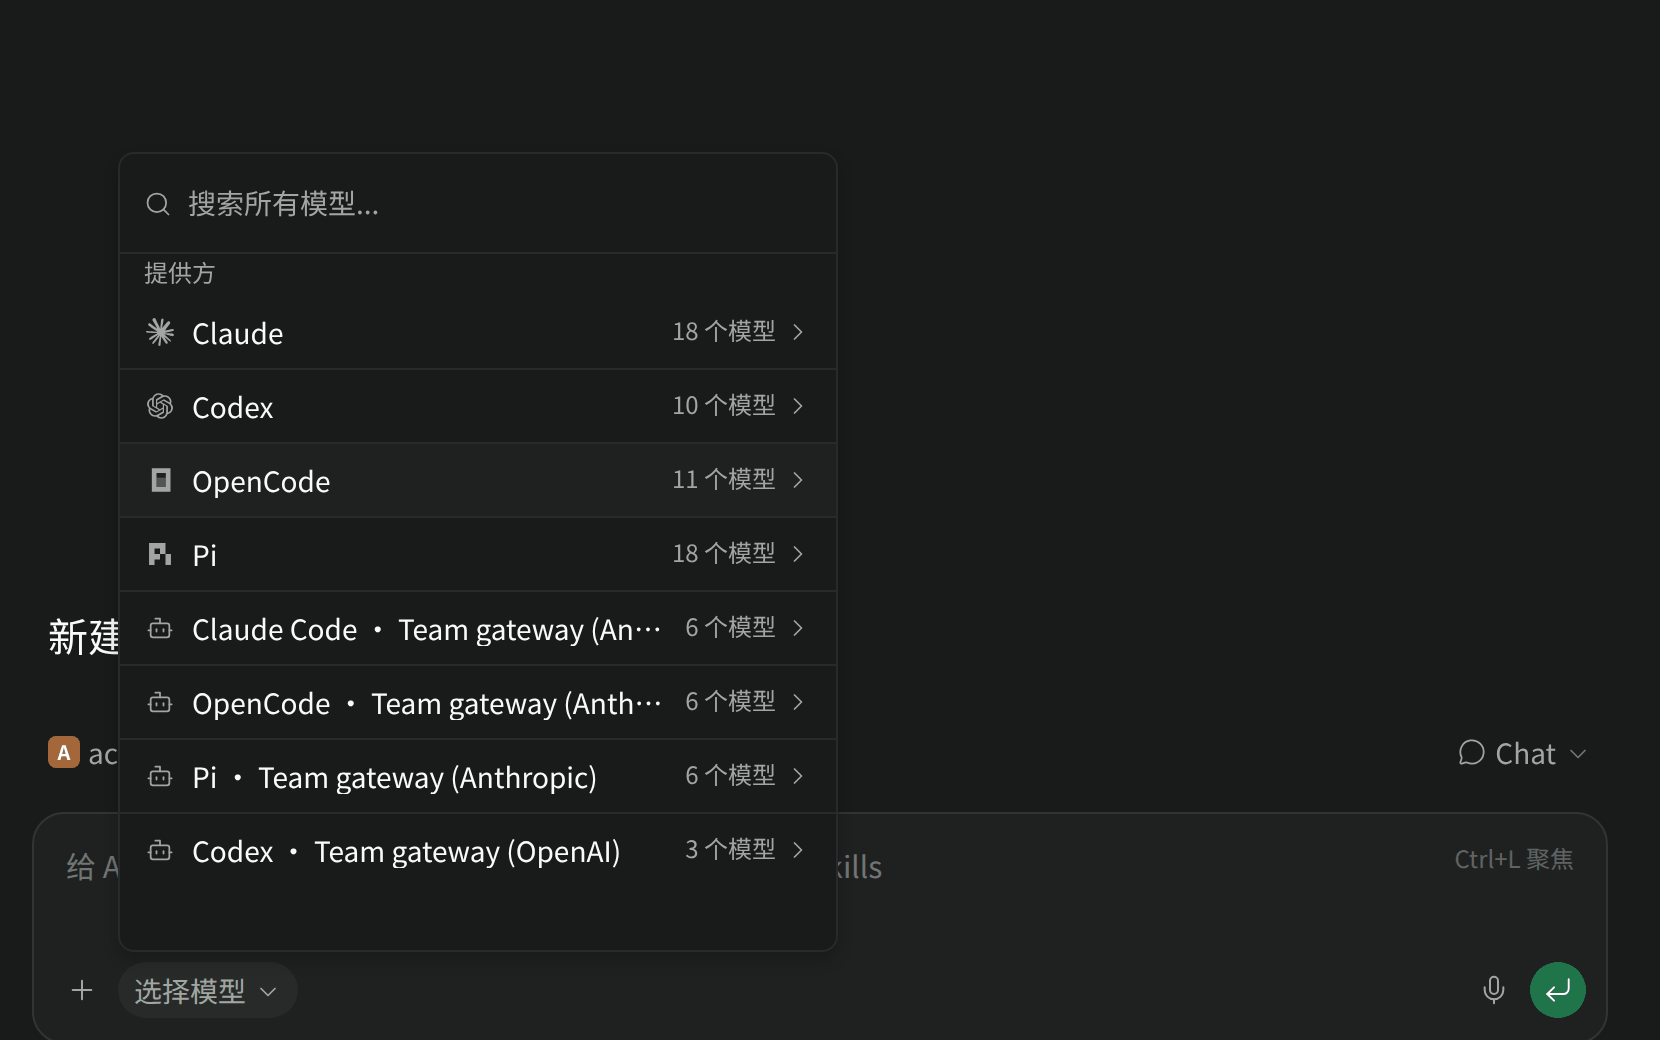 搜索所有模型...
提供方
Claude 18 个模型
Codex 10 个模型
OpenCode 11 个模型
Pi 18 个模型
Claude Code • Team gateway (An··· 6 个模型
OpenCode • Team gateway (Anth··· 6 个模型
Pi • Team gateway (Anthropic) 6 个模型
Codex • Team gateway (OpenAI) 3 个模型
新建
A ac
Chat
给 A
kills
Ctrl+L 聚焦
选择模型